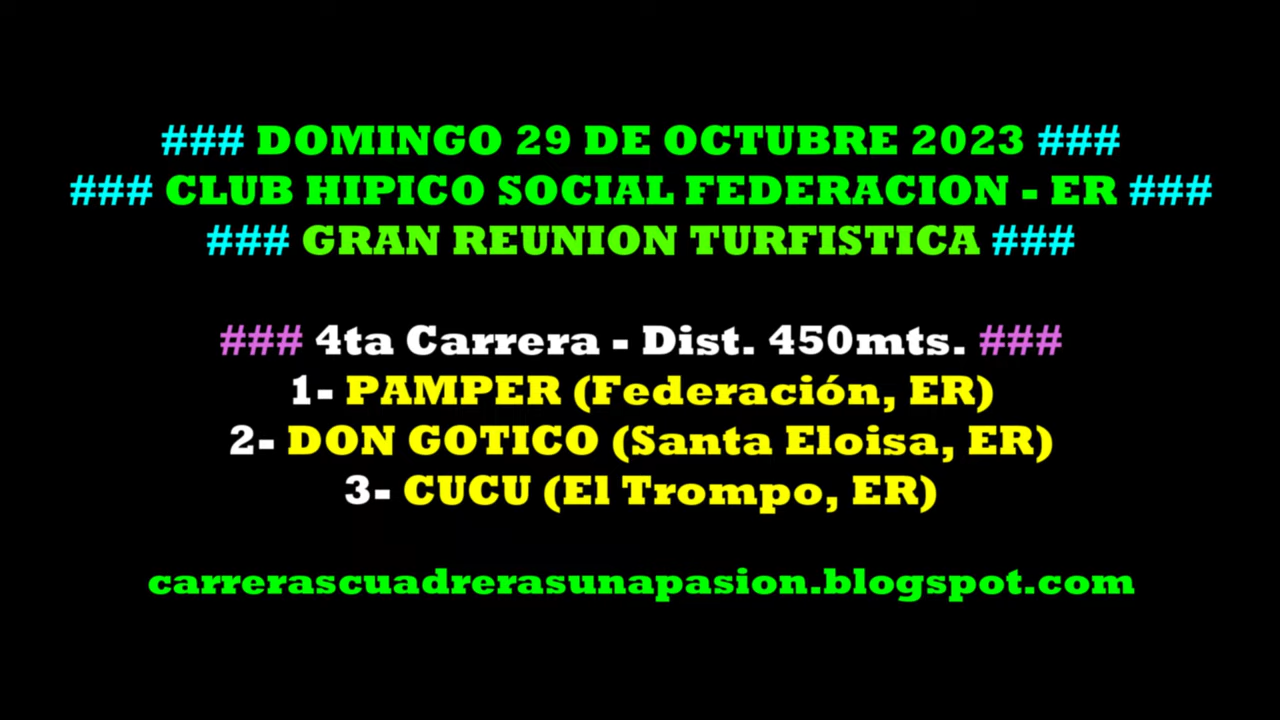 ### DOMINGO 29 DE OCTUBRE 2023 ###
### CLUB HIPICO SOCIAL FEDERACION - ER ###
### GRAN REUNION TURFISTICA ###
### 4ta Carrera - Dist. 450mts. ###
1- PAMPER (Federación, ER)
2- DON GOTICO (Santa Eloisa, ER)
3- CUCU (El Trompo, ER)
carrerascuadrerasunapasion.blogspot.com